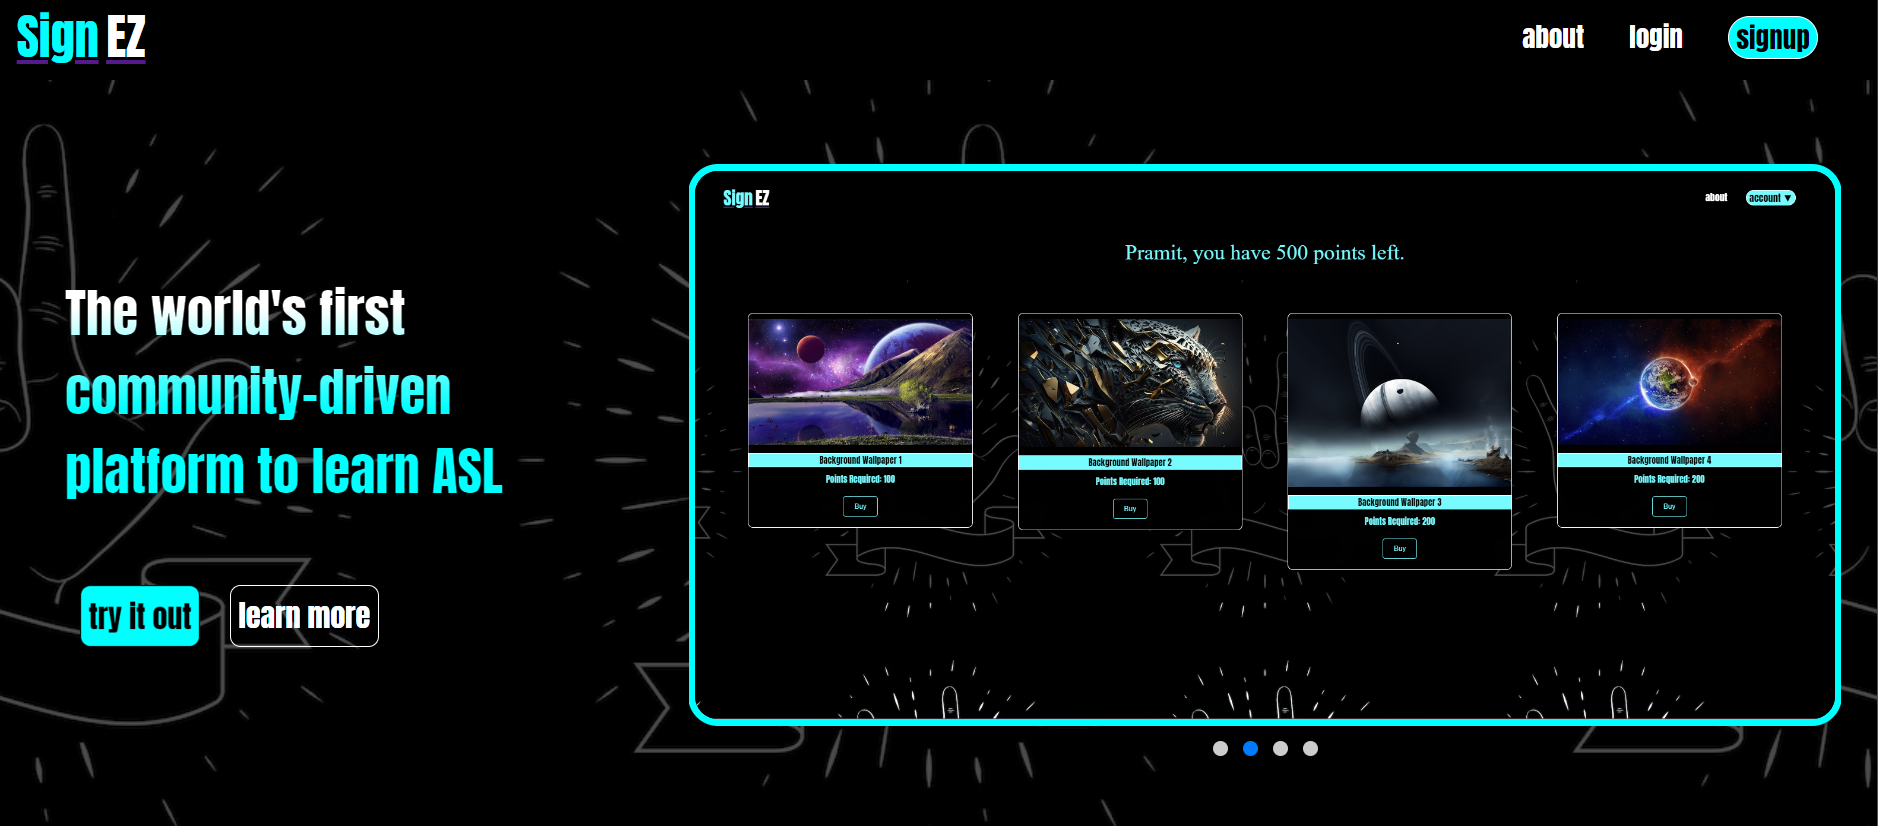 Sign EZ
about
login
signup
The world's first
community-driven
platform to learn ASL
try it out
learn more
Sign EZ
about
account ▼
Pramit, you have 500 points left.
Background Wallpaper 1
Points Required: 100
Buy
Background Wallpaper 2
Points Required: 100
Buy
Background Wallpaper 3
Points Required: 200
Buy
Background Wallpaper 4
Points Required: 200
Buy